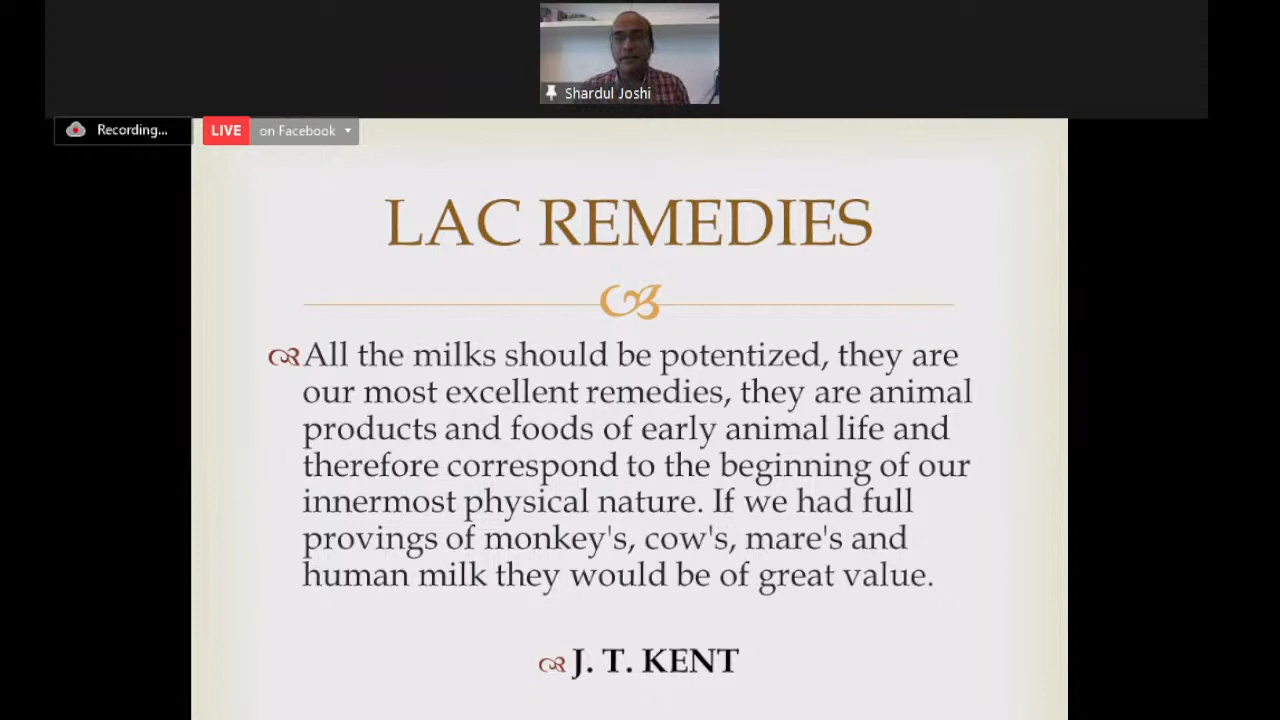 Shardul Joshi
Recording...
LIVE on Facebook
LAC REMEDIES
All the milks should be potentized, they are
our most excellent remedies, they are animal
products and foods of early animal life and
therefore correspond to the beginning of our
innermost physical nature. If we had full
provings of monkey's, cow's, mare's and
human milk they would be of great value.
J. T. KENT